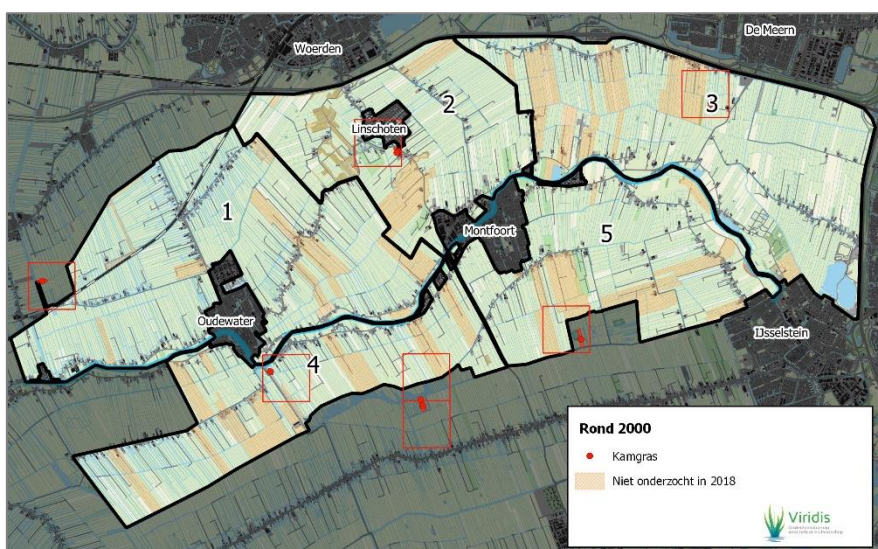 De Meern
Woerden
2
3
Linschoten
1
5
Montfoort
Oudewater
IJsselstein
4
Rond 2000
Kamgras
Niet onderzocht in 2018
Viridis